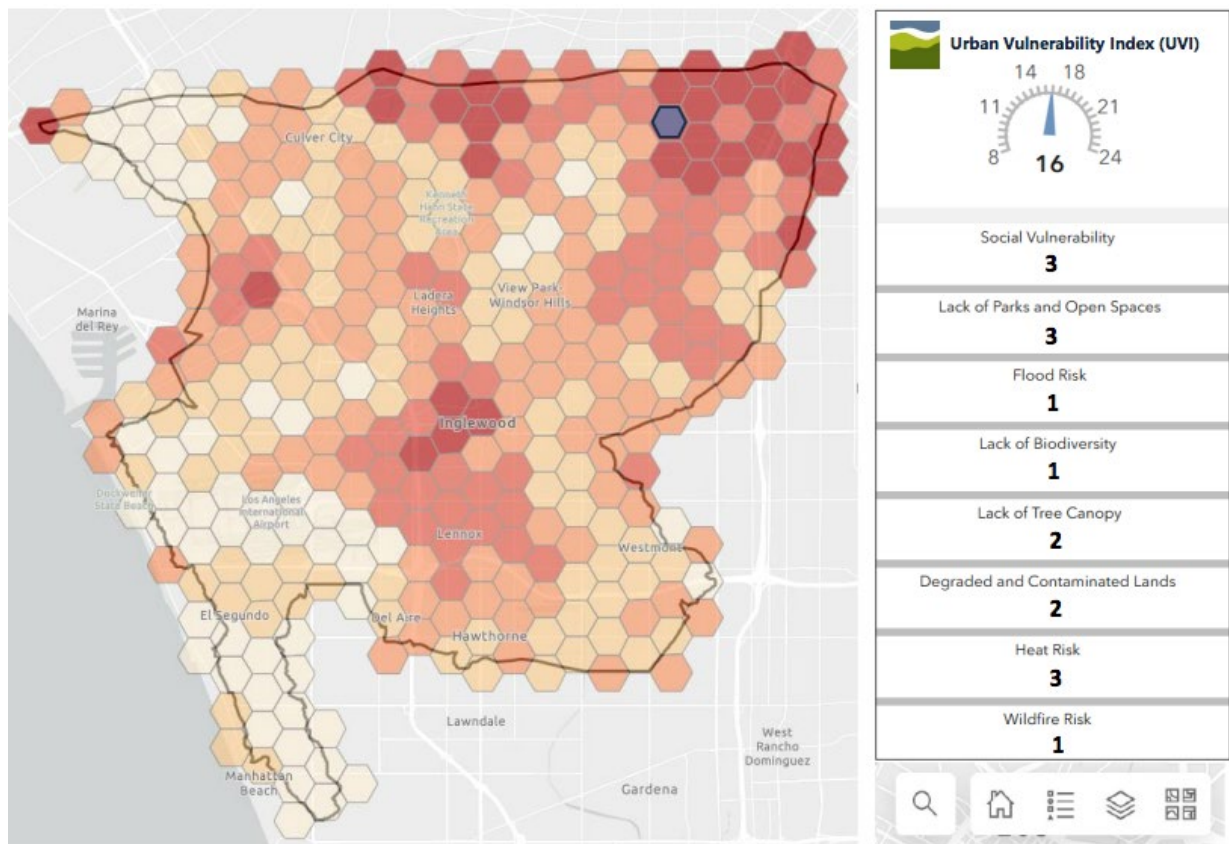 Urban Vulnerability Index (UVI)
14 18
11 21
8 24
16
Social Vulnerability
3
Lack of Parks and Open Spaces
3
Flood Risk
1
Lack of Biodiversity
1
Lack of Tree Canopy
2
Degraded and Contaminated Lands
2
Heat Risk
3
Wildfire Risk
1
Culver City
Kenneth
Hahn State
Recreation
Area
Marina
del Rey
Ladera
Heights
View Park-
Windsor Hills
Inglewood
Dockweiler
State Beach
Los Angeles
International
Airport
Lennox
Westmont
El Segundo
Del Aire
Hawthorne
Lawndale
West
Rancho
Dominguez
Manhattan
Beach
Gardena